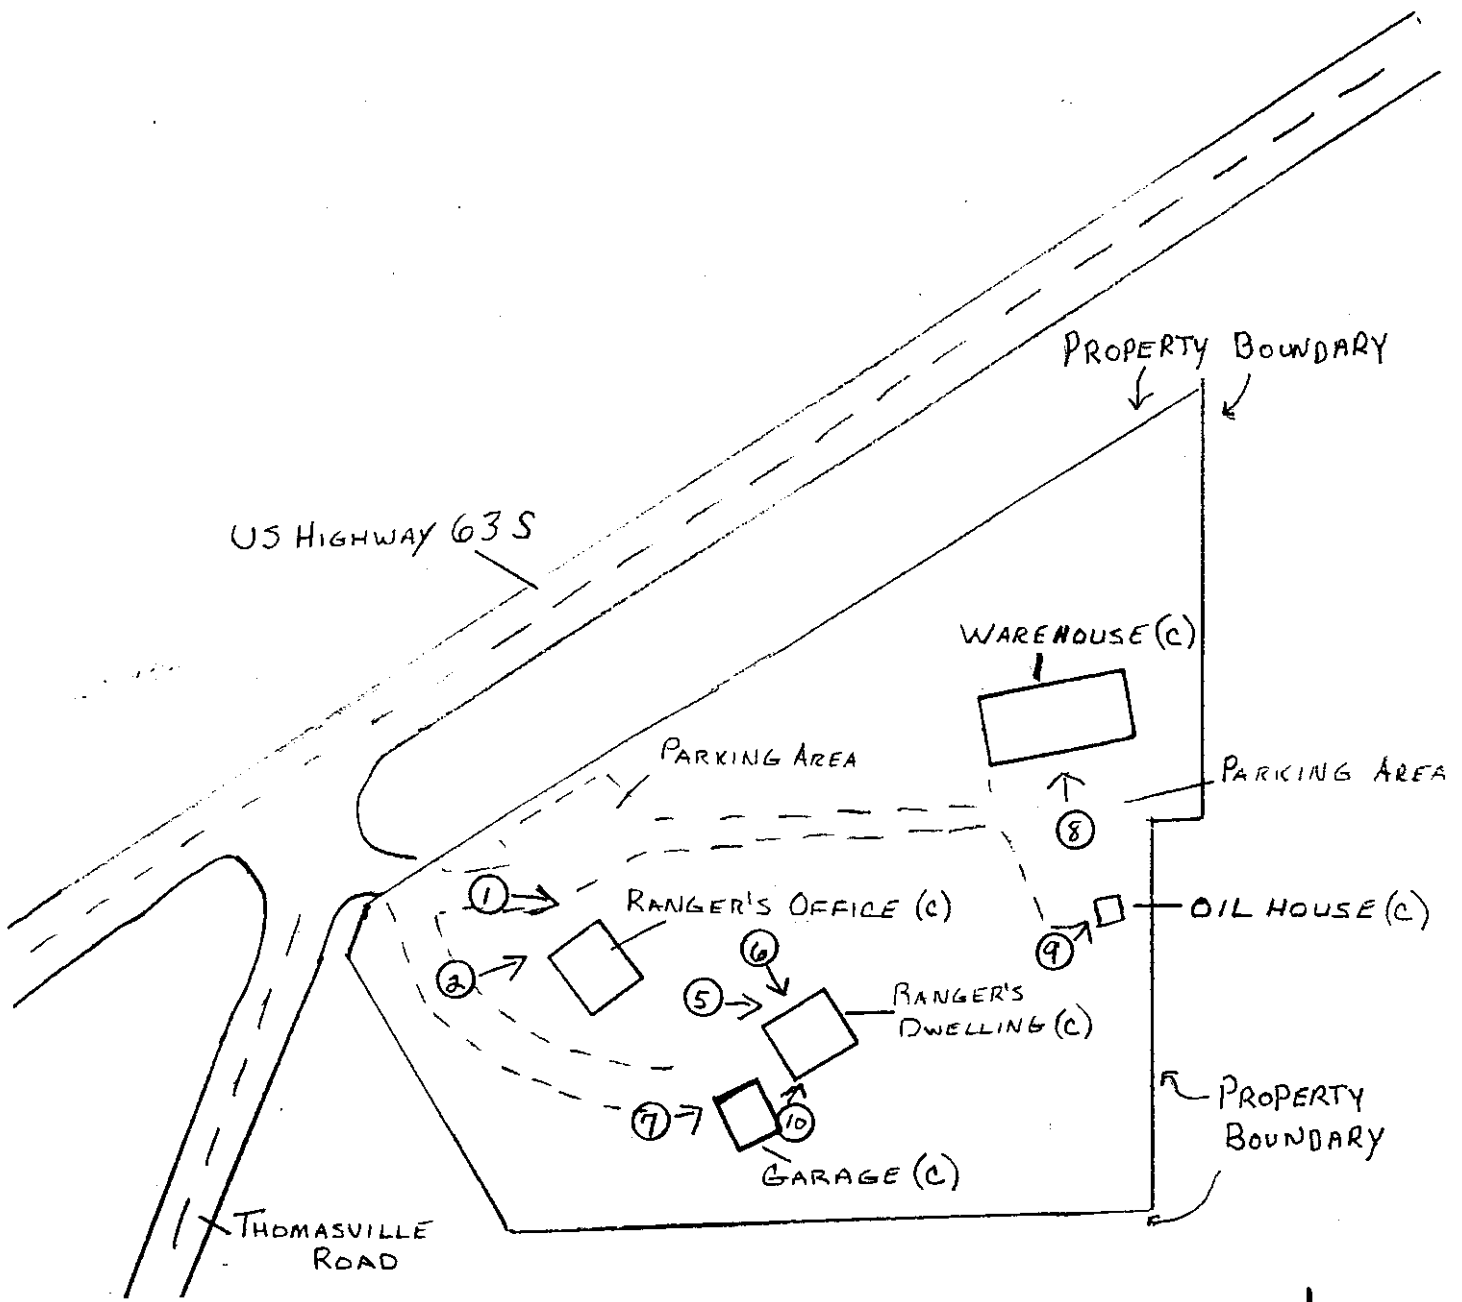 PROPERTY BOUNDARY
US HIGHWAY 63 S
WAREHOUSE (C)
PARKING AREA
PARKING AREA
8
1
RANGER'S OFFICE (C)
OIL HOUSE (C)
6
9
2
5
RANGER'S
DWELLING (C)
7
10
PROPERTY
BOUNDARY
GARAGE (C)
THOMASVILLE
ROAD